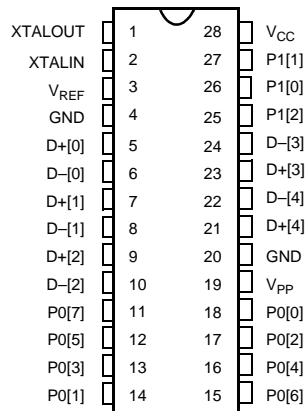 XTALOUT 1 28 VCC
XTALIN 2 27 P1[1]
VREF 3 26 P1[0]
GND 4 25 P1[2]
D+[0] 5 24 D–[3]
D–[0] 6 23 D+[3]
D+[1] 7 22 D–[4]
D–[1] 8 21 D+[4]
D+[2] 9 20 GND
D–[2] 10 19 VPP
P0[7] 11 18 P0[0]
P0[5] 12 17 P0[2]
P0[3] 13 16 P0[4]
P0[1] 14 15 P0[6]